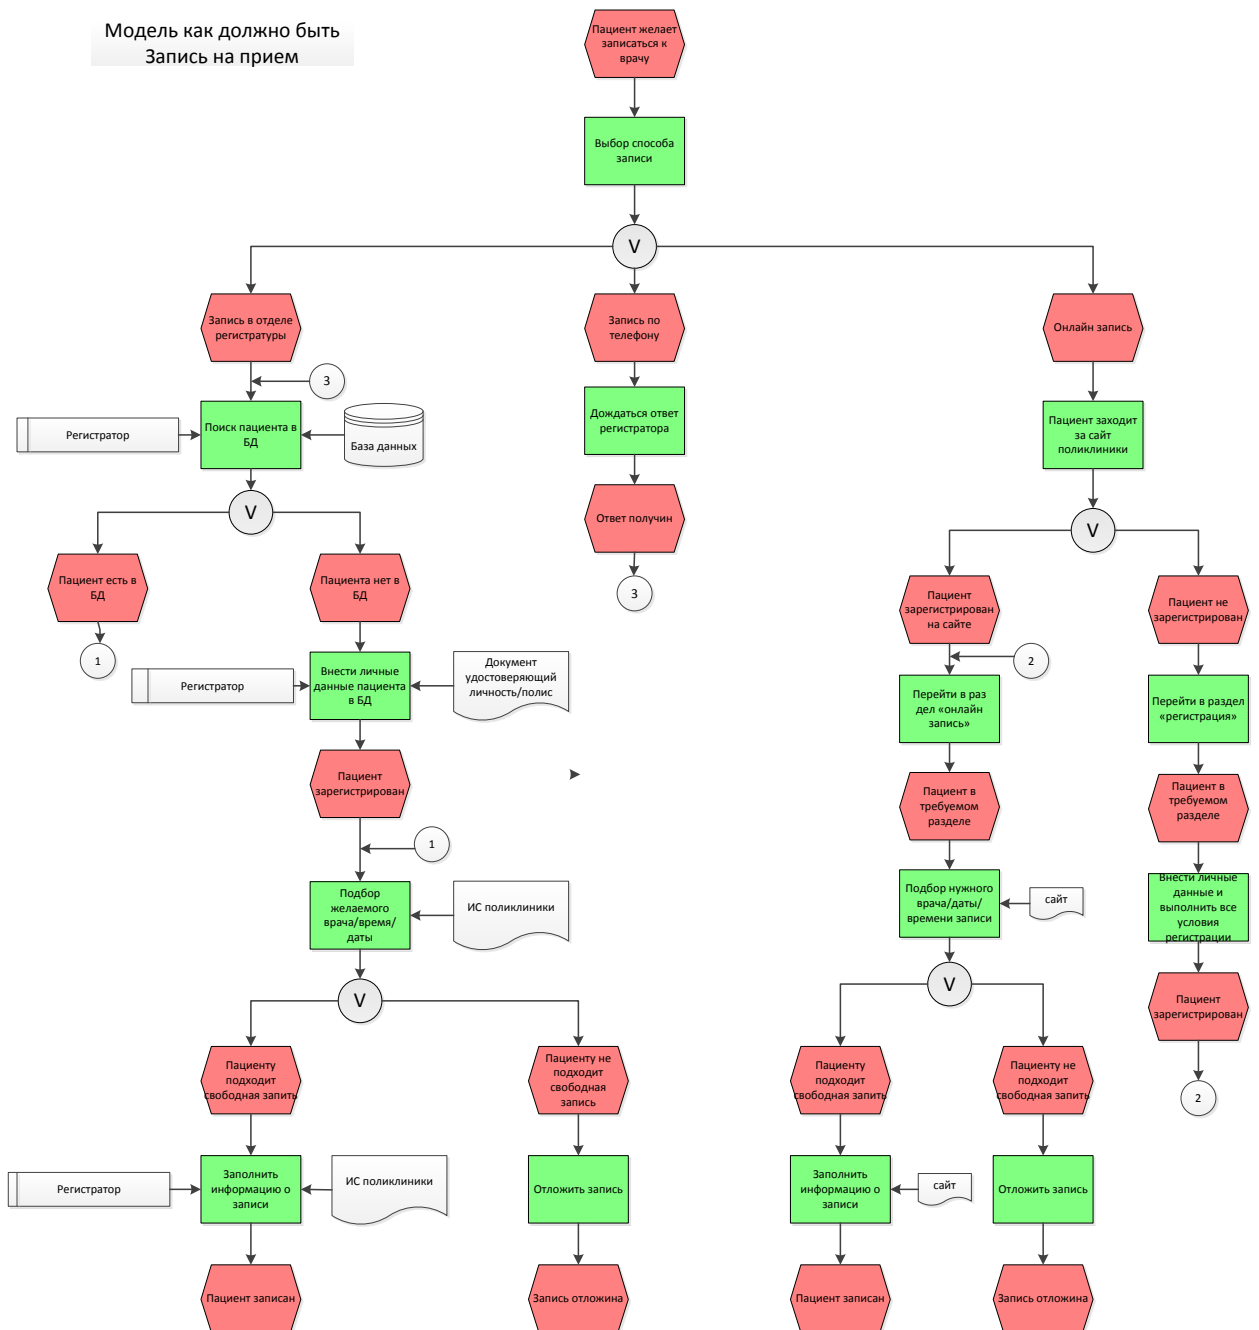 Модель как должно быть
Запись на прием
Пациент желает
записаться к
врачу
Выбор способа
записи
V
Запись в отделе
регистратуры
Запись по
телефону
Онлайн запись
3
Регистратор
Поиск пациента в
БД
База данных
Дождаться ответ
регистратора
Пациент заходит
за сайт
поликлиники
V
Ответ получин
V
Пациент есть в
БД
Пациента нет в
БД
3
Пациент
зарегистрирован
на сайте
Пациент не
зарегистрирован
1
2
Регистратор
Внести личные
данные пациента
в БД
Документ
удостоверяющий
личность/полис
Перейти в раз
дел «онлайн
запись»
Перейти в раздел
«регистрация»
Пациент
зарегистрирован
Пациент в
требуемом
разделе
Пациент в
требуемом
разделе
1
Подбор
желаемого
врача/время/
даты
ИС поликлиники
Подбор нужного
врача/даты/
времени записи
сайт
Внести личные
данные и
выполнить все
условия
регистрации
V
V
Пациент
зарегистрирован
Пациенту
подходит
свободная запить
Пациенту не
подходит
свободная
запись
Пациенту
подходит
свободная запить
Пациенту не
подходит
свободная запить
2
Регистратор
Заполнить
информацию о
записи
ИС поликлиники
Отложить запись
Заполнить
информацию о
записи
сайт
Отложить запись
Пациент записан
Запись отложина
Пациент записан
Запись отложина